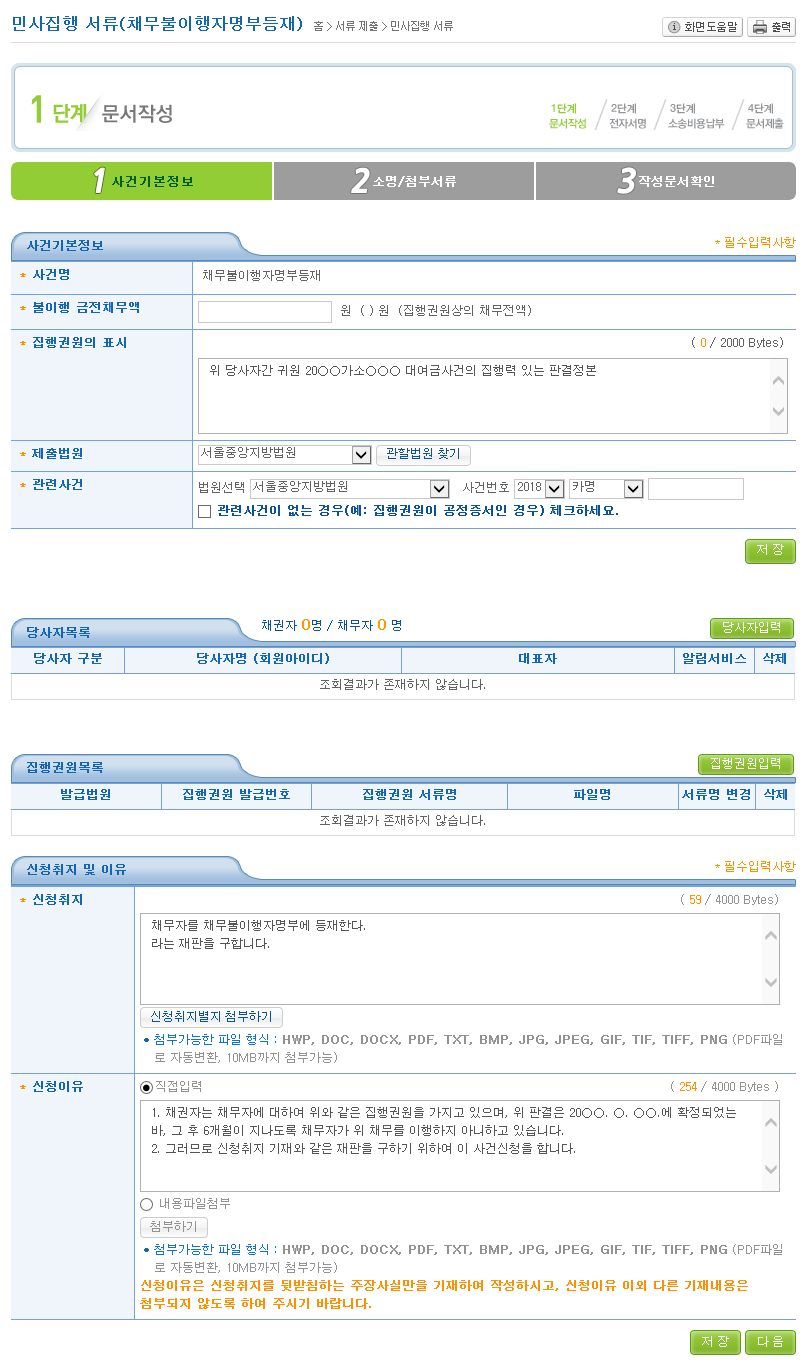 민사집행 서류(채무불이행자명부등재) 홈 > 서류 제출 > 민사집행 서류
화면도움말 출력
1 단계 문서작성
1단계 문서작성
2단계 전자서명
3단계 소송비용납부
4단계 문서제출
1 사건기본정보 2 소명/첨부서류 3 작성문서확인
사건기본정보 * 필수입력사항
* 사건명 채무불이행자명부등재
* 불이행 금전채무액 원 ( ) 원 (집행권원상의 채무전액)
* 집행권원의 표시 ( 0 / 2000 Bytes)
위 당사자간 귀원 20○○가소○○○ 대여금사건의 집행력 있는 판결정본
* 제출법원 서울중앙지방법원 관할법원 찾기
* 관련사건 법원선택 서울중앙지방법원 사건번호 2018 카명
관련사건이 없는 경우(예: 집행권원이 공정증서인 경우) 체크하세요.
저 장
당사자목록 채권자 0명 / 채무자 0 명 당사자입력
당사자 구분 당사자명 (회원아이디) 대표자 알림서비스 삭제
조회결과가 존재하지 않습니다.
집행권원목록 집행권원입력
발급법원 집행권원 발급번호 집행권원 서류명 파일명 서류명 변경 삭제
조회결과가 존재하지 않습니다.
신청취지 및 이유 * 필수입력사항
* 신청취지 ( 59 / 4000 Bytes)
채무자를 채무불이행자명부에 등재한다.
라는 재판을 구합니다.
신청취지별지 첨부하기
• 첨부가능한 파일 형식 : HWP, DOC, DOCX, PDF, TXT, BMP, JPG, JPEG, GIF, TIF, TIFF, PNG (PDF파일
로 자동변환, 10MB까지 첨부가능)
* 신청이유 직접입력 ( 254 / 4000 Bytes )
1. 채권자는 채무자에 대하여 위와 같은 집행권원을 가지고 있으며, 위 판결은 20○○. ○. ○○.에 확정되었는
바, 그 후 6개월이 지나도록 채무자가 위 채무를 이행하지 아니하고 있습니다.
2. 그러므로 신청취지 기재와 같은 재판을 구하기 위하여 이 사건신청을 합니다.
내용파일첨부
첨부하기
• 첨부가능한 파일 형식 : HWP, DOC, DOCX, PDF, TXT, BMP, JPG, JPEG, GIF, TIF, TIFF, PNG (PDF파일
로 자동변환, 10MB까지 첨부가능)
신청이유은 신청취지를 뒷받침하는 주장사실만을 기재하여 작성하시고, 신청이유 이외 다른 기재내용은
첨부되지 않도록 하여 주시기 바랍니다.
저 장 다 음